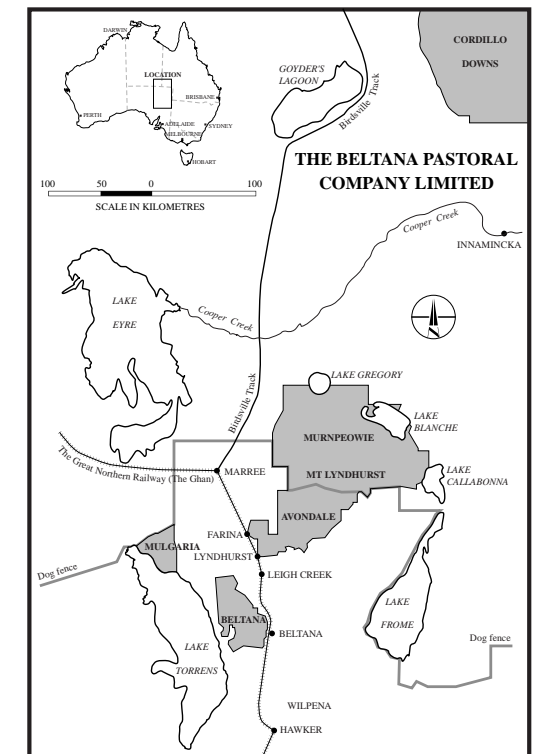 DARWIN
LOCATION
BRISBANE
PERTH
ADELAIDE
SYDNEY
MELBOURNE
HOBART
100 50 0 100
SCALE IN KILOMETRES
GOYDER'S
LAGOON
Birdsville Track
CORDILLO
DOWNS
THE BELTANA PASTORAL
COMPANY LIMITED
Cooper Creek
INNAMINCKA
LAKE
EYRE
Cooper Creek
Birdsville Track
LAKE GREGORY
LAKE
BLANCHE
MURNPEOWIE
MT LYNDHURST
LAKE
CALLABONNA
The Great Northern Railway (The Ghan)
MARREE
AVONDALE
FARINA
MULGARIA
LYNDHURST
LEIGH CREEK
Dog fence
BELTANA
BELTANA
LAKE
FROME
LAKE
TORRENS
Dog fence
WILPENA
HAWKER